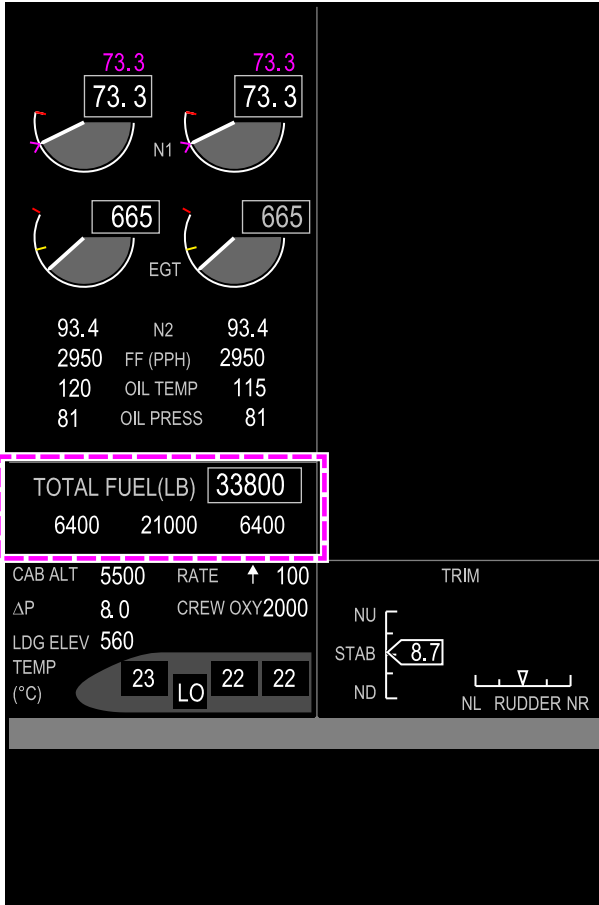 73.3 73.3
73.3 73.3
N1
665 665
EGT
93.4 N2 93.4
2950 FF (PPH) 2950
120 OIL TEMP 115
81 OIL PRESS 81
TOTAL FUEL(LB) 33800
6400 21000 6400
CAB ALT 5500 RATE ↑ 100
ΔP 8.0 CREW OXY 2000
LDG ELEV 560
TEMP
(°C) 23 LO 22 22
TRIM
NU
STAB 8.7
ND
NL RUDDER NR